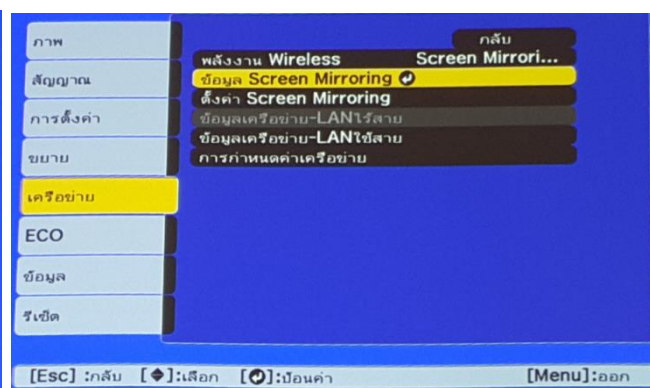 ภาพ
สัญญาณ
การตั้งค่า
ขยาย
เครือข่าย
ECO
ข้อมูล
รีเซ็ต
กลับ
พลังงาน Wireless Screen Mirrori...
ข้อมูล Screen Mirroring
ตั้งค่า Screen Mirroring
ข้อมูลเครือข่าย-LANไร้สาย
ข้อมูลเครือข่าย-LANใช้สาย
การกำหนดค่าเครือข่าย
[Esc] :กลับ [◆]:เลือก [↵]:ป้อนค่า [Menu]:ออก